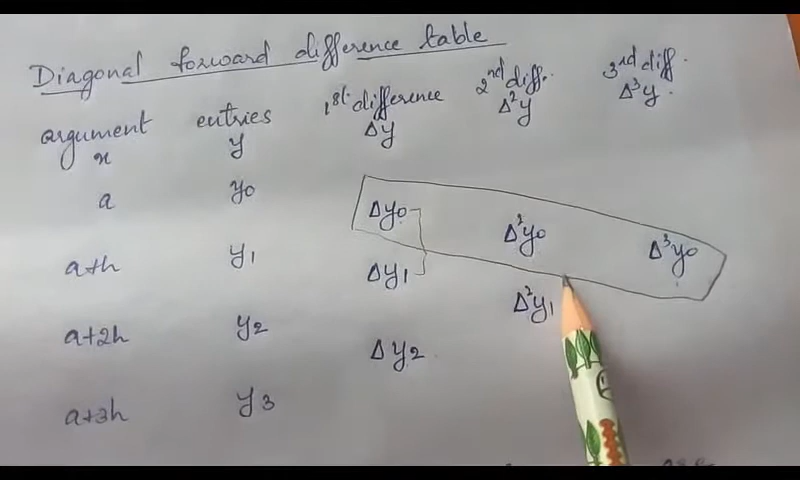 Diagonal forward difference table
argument x entries y 1st difference Δy 2nd diff. Δ²y 3rd diff. Δ³y
a y0
Δy0
Δ²y0
Δ³y0
a+h y1
Δy1
Δ²y1
a+2h y2
Δy2
a+3h y3